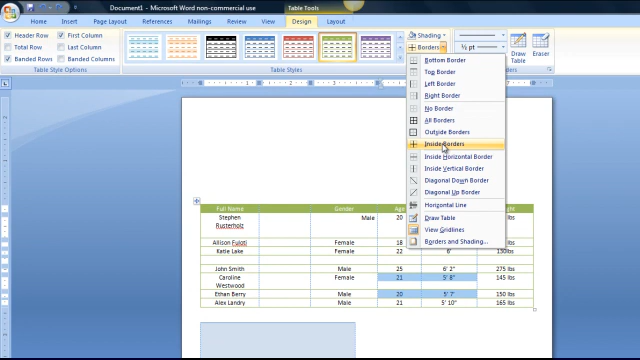 Document1 - Microsoft Word non-commercial use
Table Tools
Home Insert Page Layout References Mailings Review View Design Layout
Header Row First Column
Total Row Last Column
Banded Rows Banded Columns
Table Style Options
Table Styles
Shading
Borders
½ pt
Draw Table
Eraser
Bottom Border
Top Border
Left Border
Right Border
No Border
All Borders
Outside Borders
Inside Borders
Inside Horizontal Border
Inside Vertical Border
Diagonal Down Border
Diagonal Up Border
Horizontal Line
Draw Table
View Gridlines
Borders and Shading...
Full Name Gender Age
Stephen Rusterholz Male 20 lbs
Allison Fuloti Female 18 lbs
Katie Lake Female 22 6' 130 lbs
John Smith Male 25 6' 2" 275 lbs
Caroline Westwood Female 21 5' 8" 145 lbs
Ethan Berry Male 20 5' 7' 150 lbs
Alex Landry Male 21 5' 10" 165 lbs